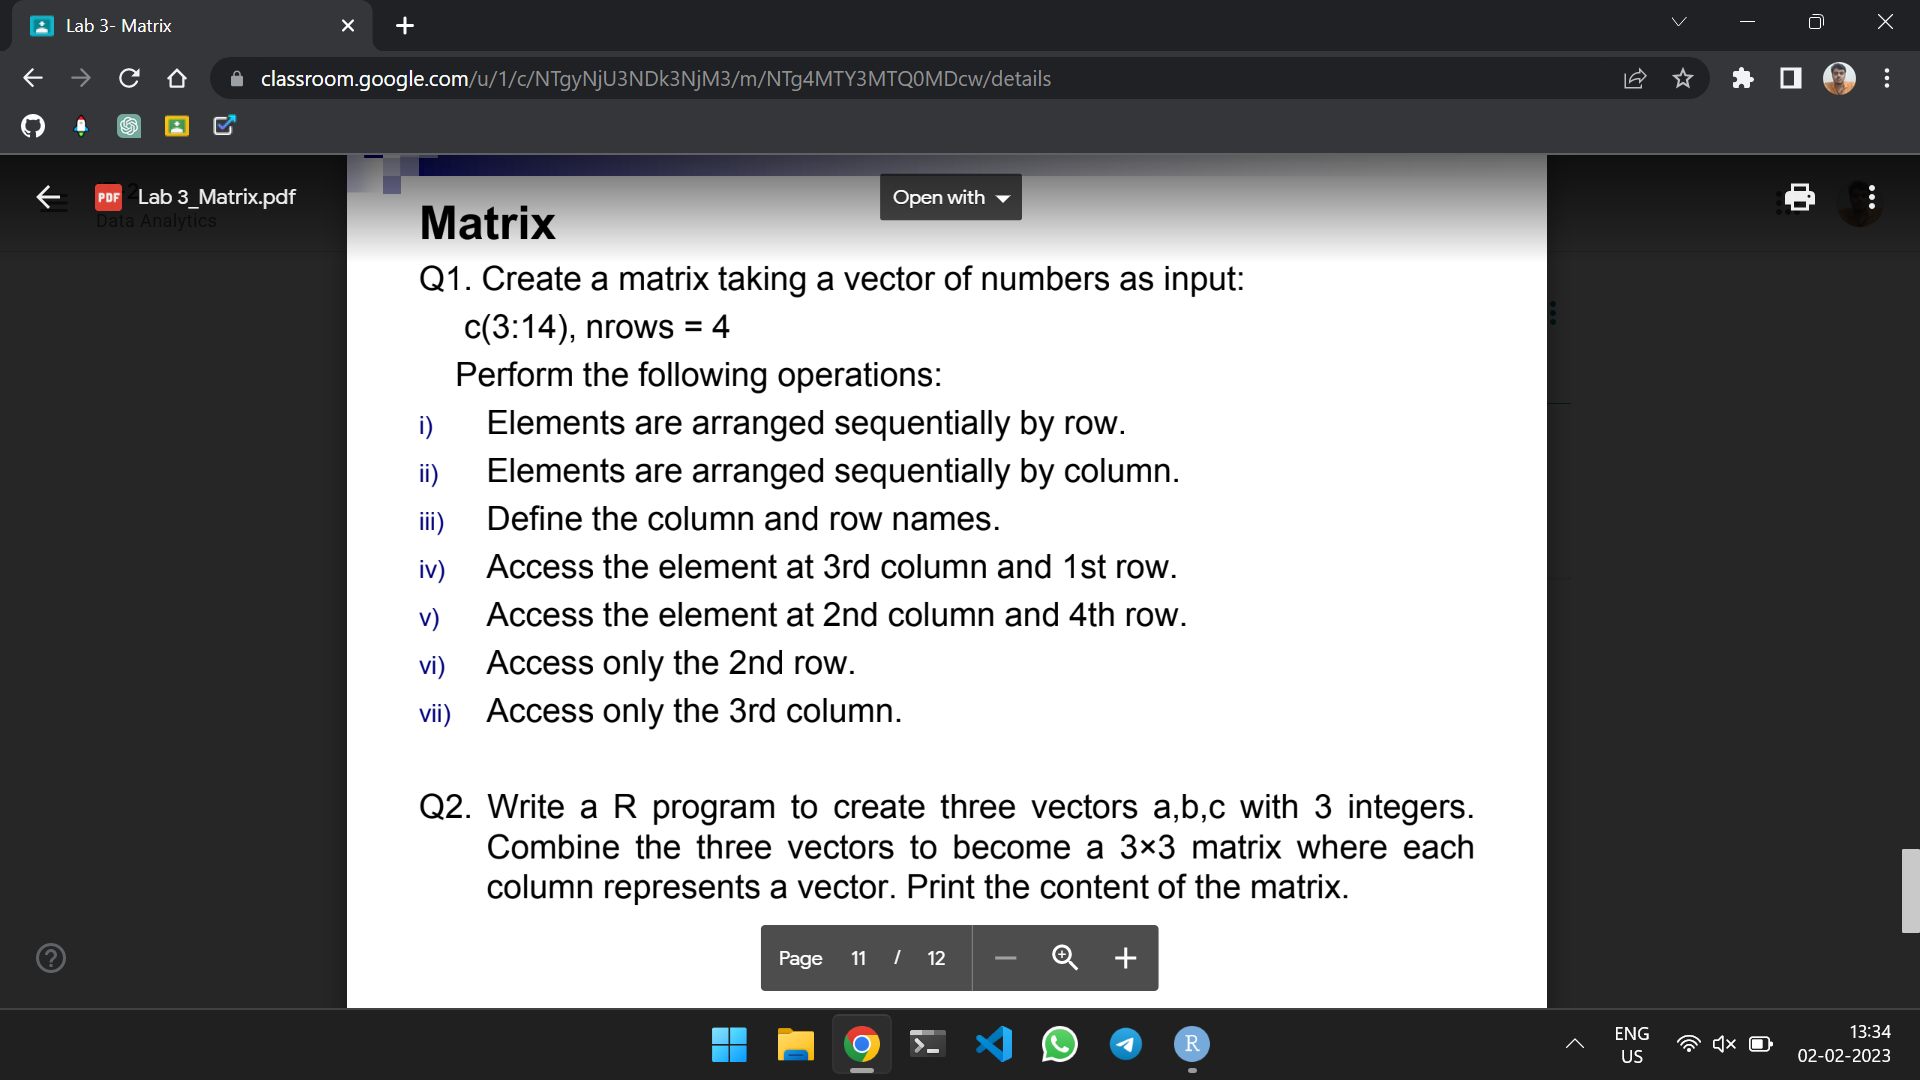 Lab 3- Matrix
classroom.google.com/u/1/c/NTgyNjU3NDk3NjM3/m/NTg4MTY3MTQ0MDcw/details
PDF Lab 3_Matrix.pdf
Data Analytics
Open with
Matrix
Q1. Create a matrix taking a vector of numbers as input:
c(3:14), nrows = 4
Perform the following operations:
i) Elements are arranged sequentially by row.
ii) Elements are arranged sequentially by column.
iii) Define the column and row names.
iv) Access the element at 3rd column and 1st row.
v) Access the element at 2nd column and 4th row.
vi) Access only the 2nd row.
vii) Access only the 3rd column.
Q2. Write a R program to create three vectors a,b,c with 3 integers.
Combine the three vectors to become a 3×3 matrix where each
column represents a vector. Print the content of the matrix.
Page 11 / 12
R
ENG
US
13:34
02-02-2023